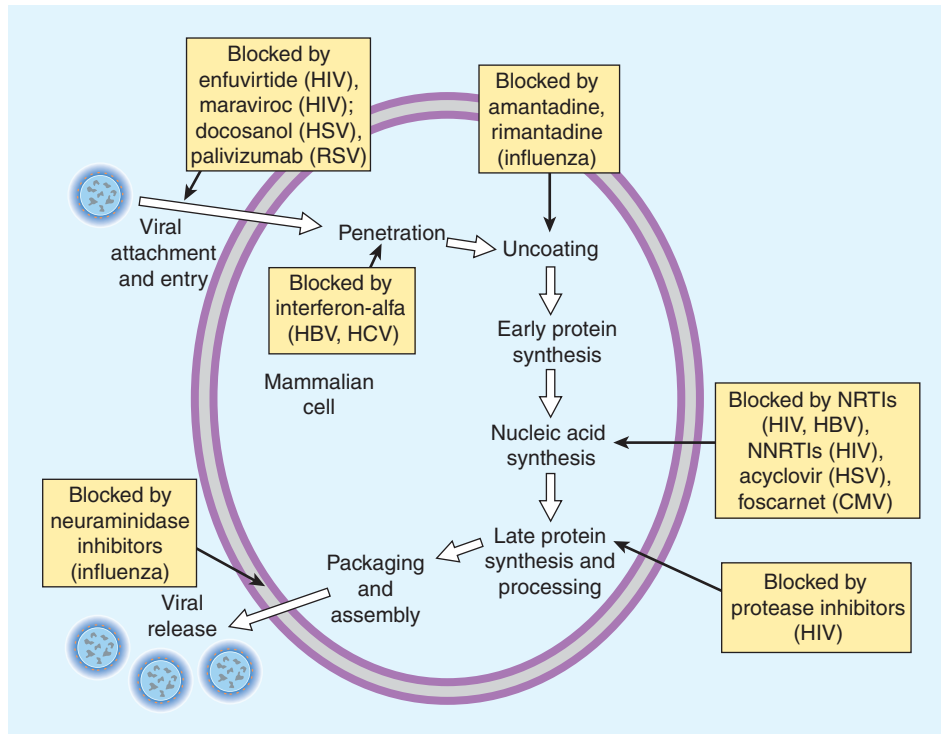 Blocked by
enfuvirtide (HIV),
maraviroc (HIV);
docosanol (HSV),
palivizumab (RSV)
Blocked by
amantadine,
rimantadine
(influenza)
Viral
attachment
and entry
Penetration
Uncoating
Blocked by
interferon-alfa
(HBV, HCV)
Early protein
synthesis
Mammalian
cell
Nucleic acid
synthesis
Blocked by NRTIs
(HIV, HBV),
NNRTIs (HIV),
acyclovir (HSV),
foscarnet (CMV)
Late protein
synthesis and
processing
Blocked by
protease inhibitors
(HIV)
Packaging
and
assembly
Blocked by
neuraminidase
inhibitors
(influenza)
Viral
release